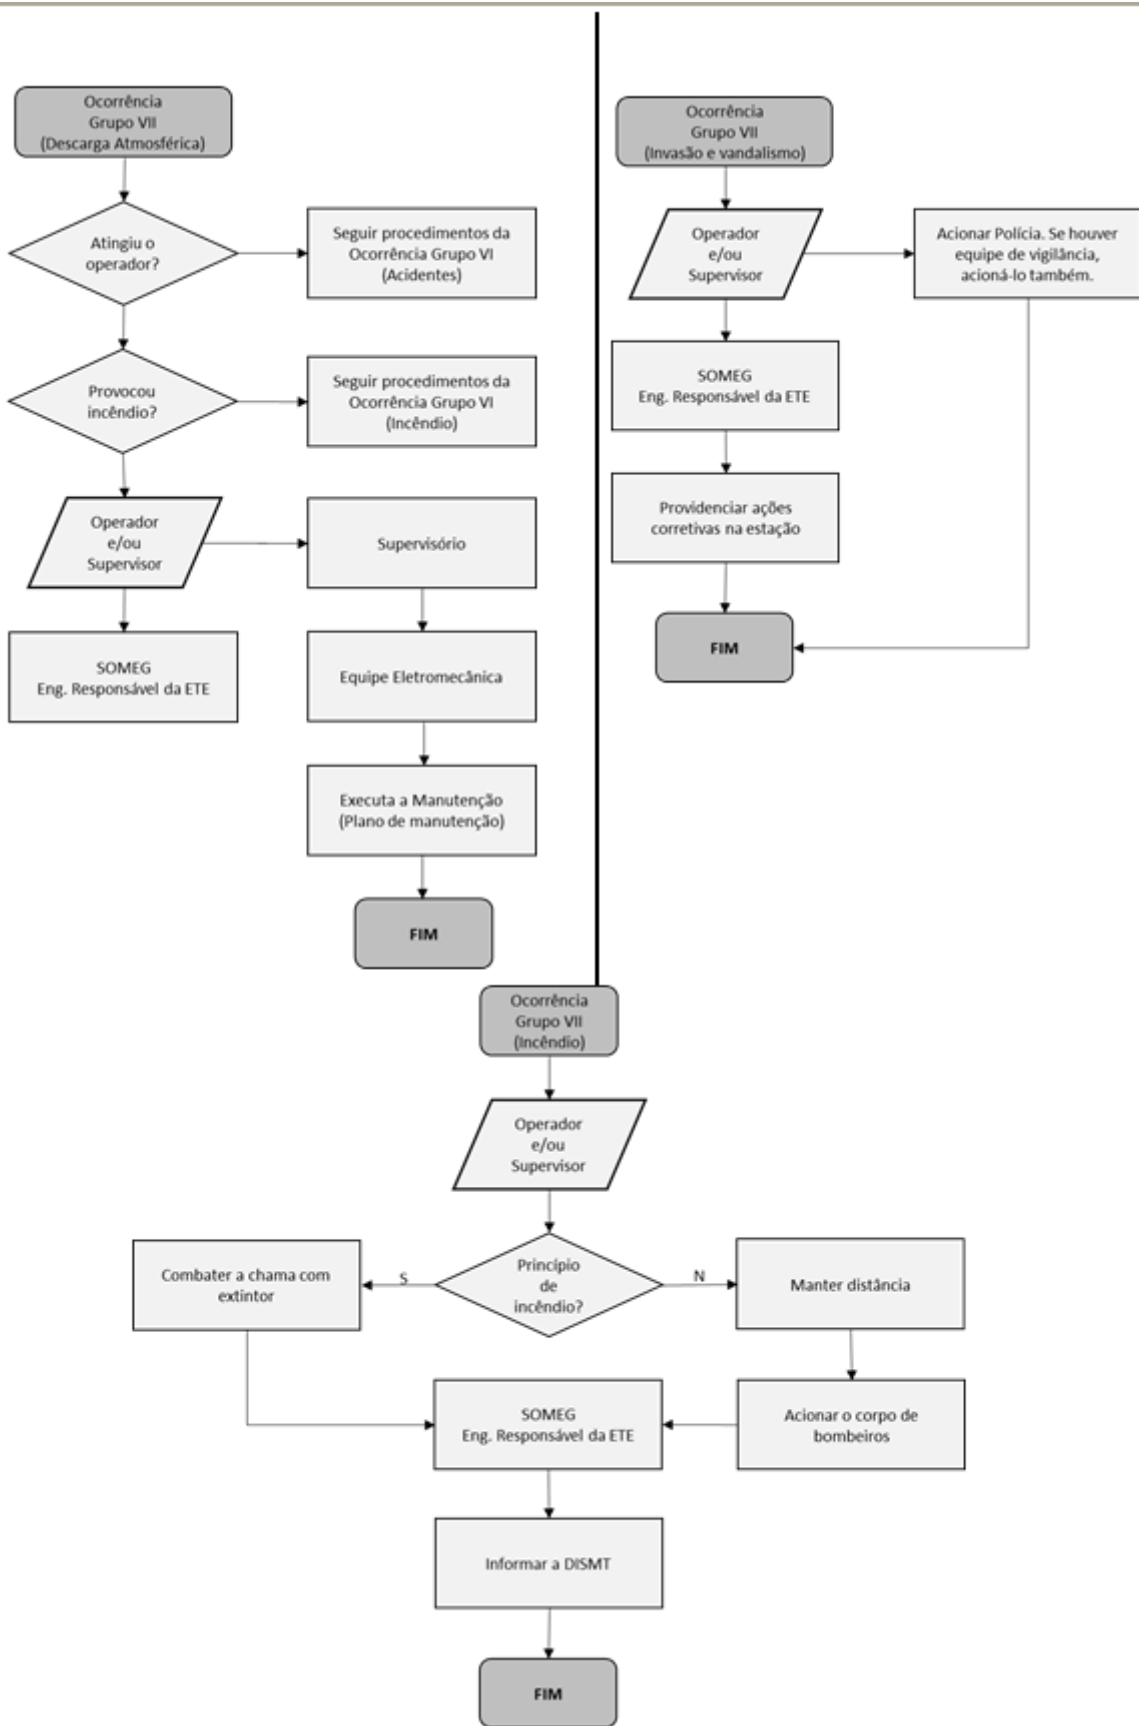 Ocorrência
Grupo VII
(Descarga Atmosférica)
Atingiu o
operador?
Seguir procedimentos da
Ocorrência Grupo VI
(Acidentes)
Provocou
incêndio?
Seguir procedimentos da
Ocorrência Grupo VI
(Incêndio)
Operador
e/ou
Supervisor
Supervisório
SOMEG
Eng. Responsável da ETE
Equipe Eletromecânica
Executa a Manutenção
(Plano de manutenção)
FIM
Ocorrência
Grupo VII
(Invasão e vandalismo)
Operador
e/ou
Supervisor
Acionar Polícia. Se houver
equipe de vigilância,
acioná-lo também.
SOMEG
Eng. Responsável da ETE
Providenciar ações
corretivas na estação
FIM
Ocorrência
Grupo VII
(Incêndio)
Operador
e/ou
Supervisor
Princípio
de
incêndio?
S
N
Combater a chama com
extintor
Manter distância
SOMEG
Eng. Responsável da ETE
Acionar o corpo de
bombeiros
Informar a DISMT
FIM